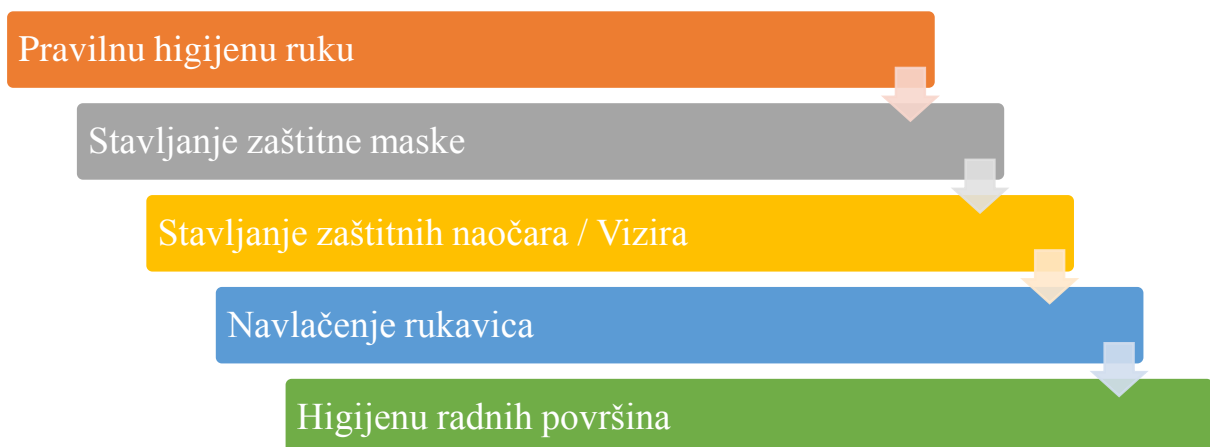 Pravilnu higijenu ruku
Stavljanje zaštitne maske
Stavljanje zaštitnih naočara / Vizira
Navlačenje rukavica
Higijenu radnih površina